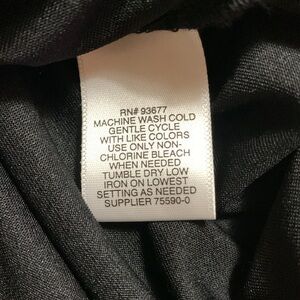 RN# 93677
MACHINE WASH COLD
GENTLE CYCLE
WITH LIKE COLORS
USE ONLY NON-
CHLORINE BLEACH
WHEN NEEDED
TUMBLE DRY LOW
IRON ON LOWEST
SETTING AS NEEDED
SUPPLIER 75590-0